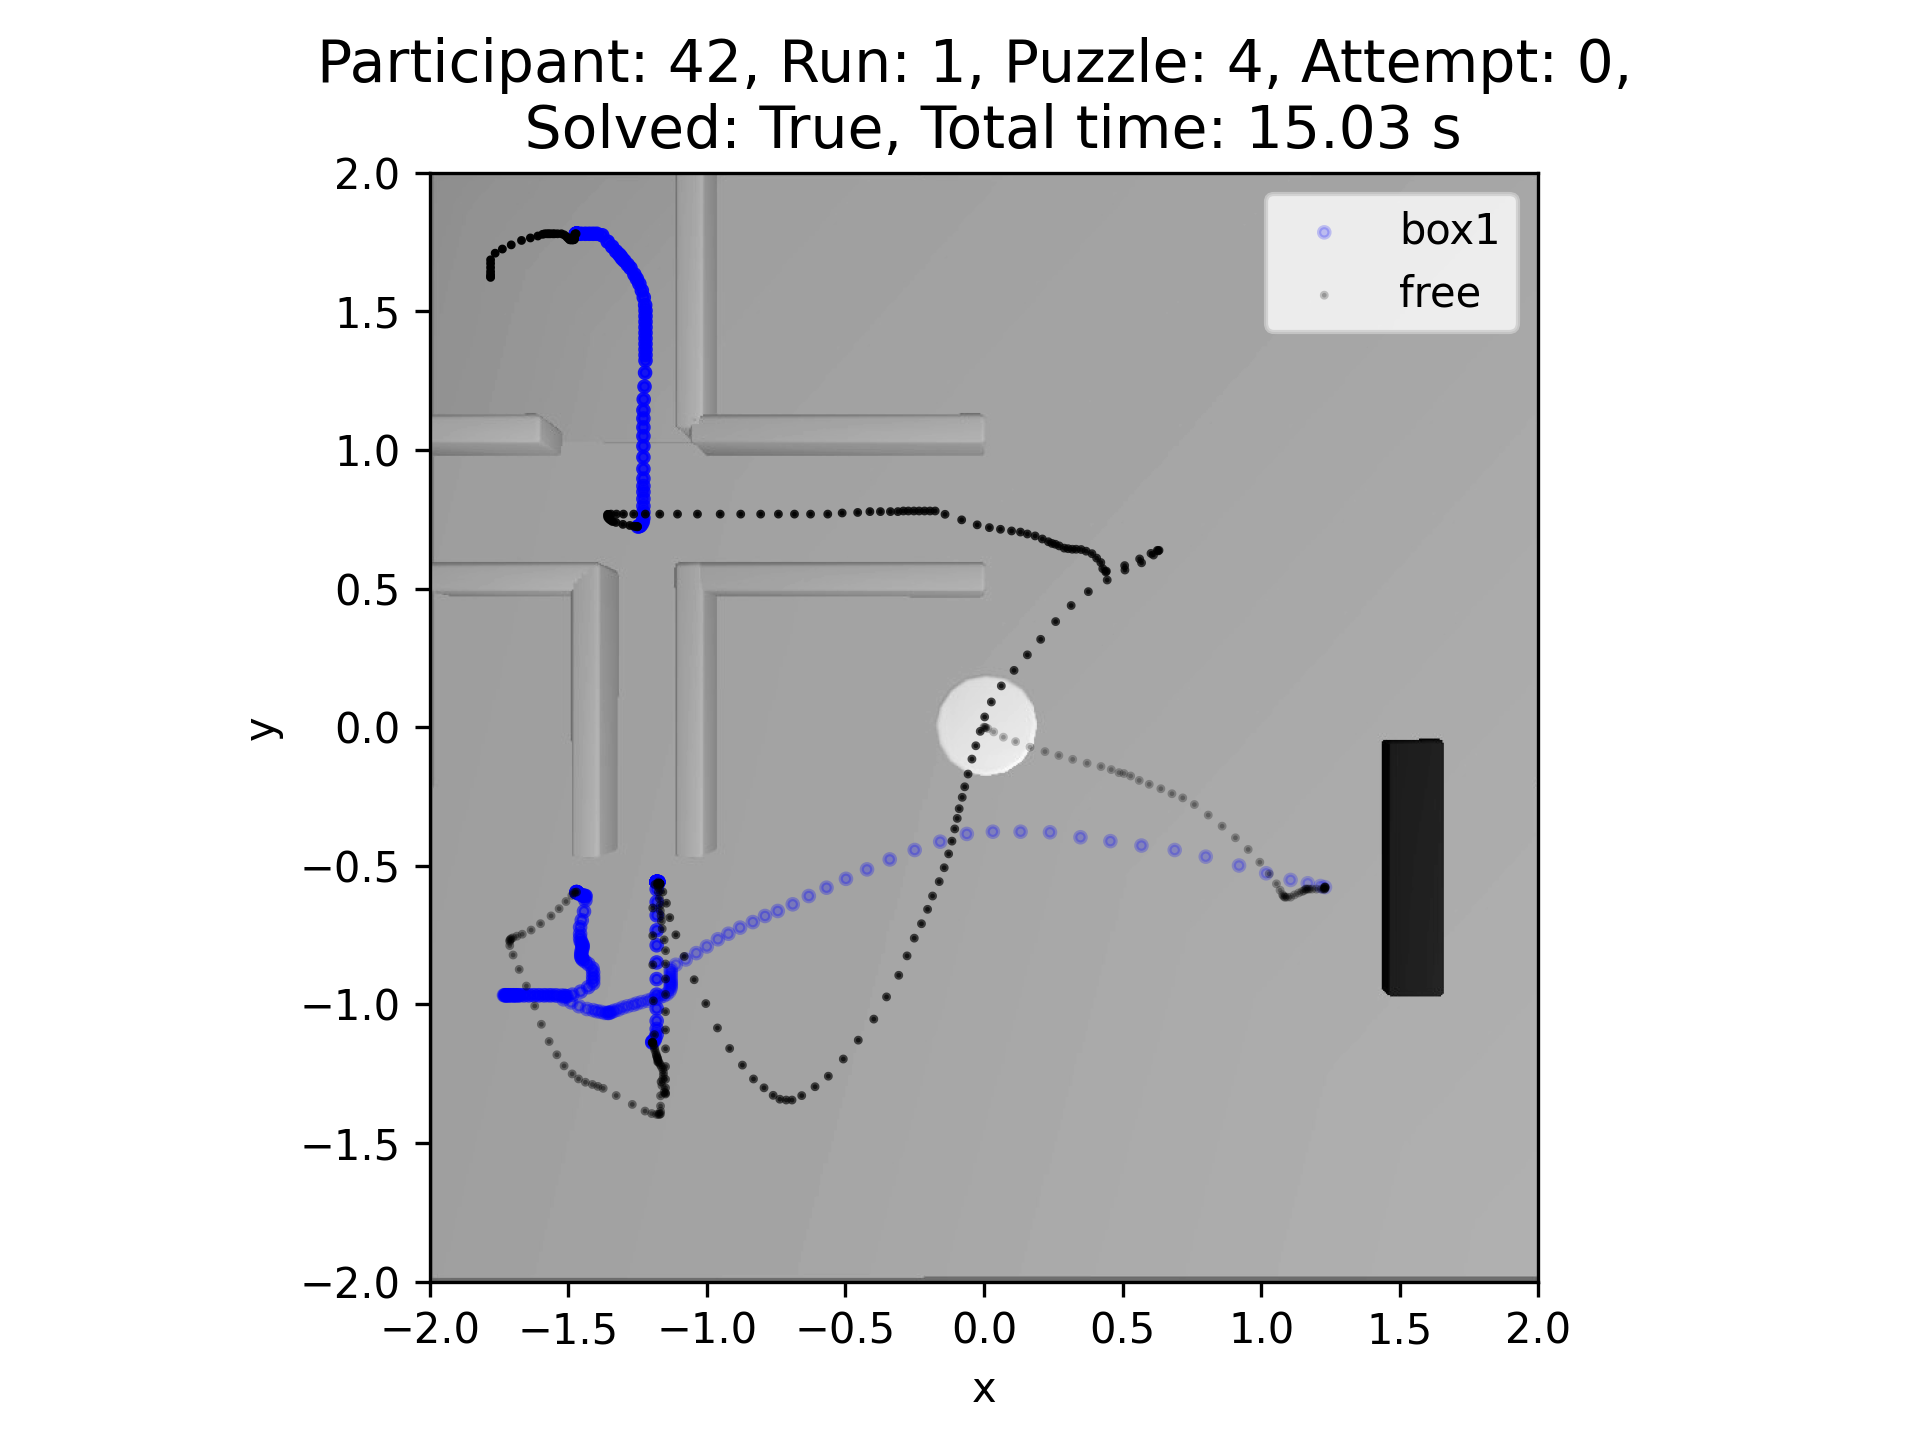 Participant: 42, Run: 1, Puzzle: 4, Attempt: 0,
Solved: True, Total time: 15.03 s
box1
free
2.0
1.5
1.0
0.5
0.0
−0.5
−1.0
−1.5
−2.0
y
−2.0 −1.5 −1.0 −0.5 0.0 0.5 1.0 1.5 2.0
x